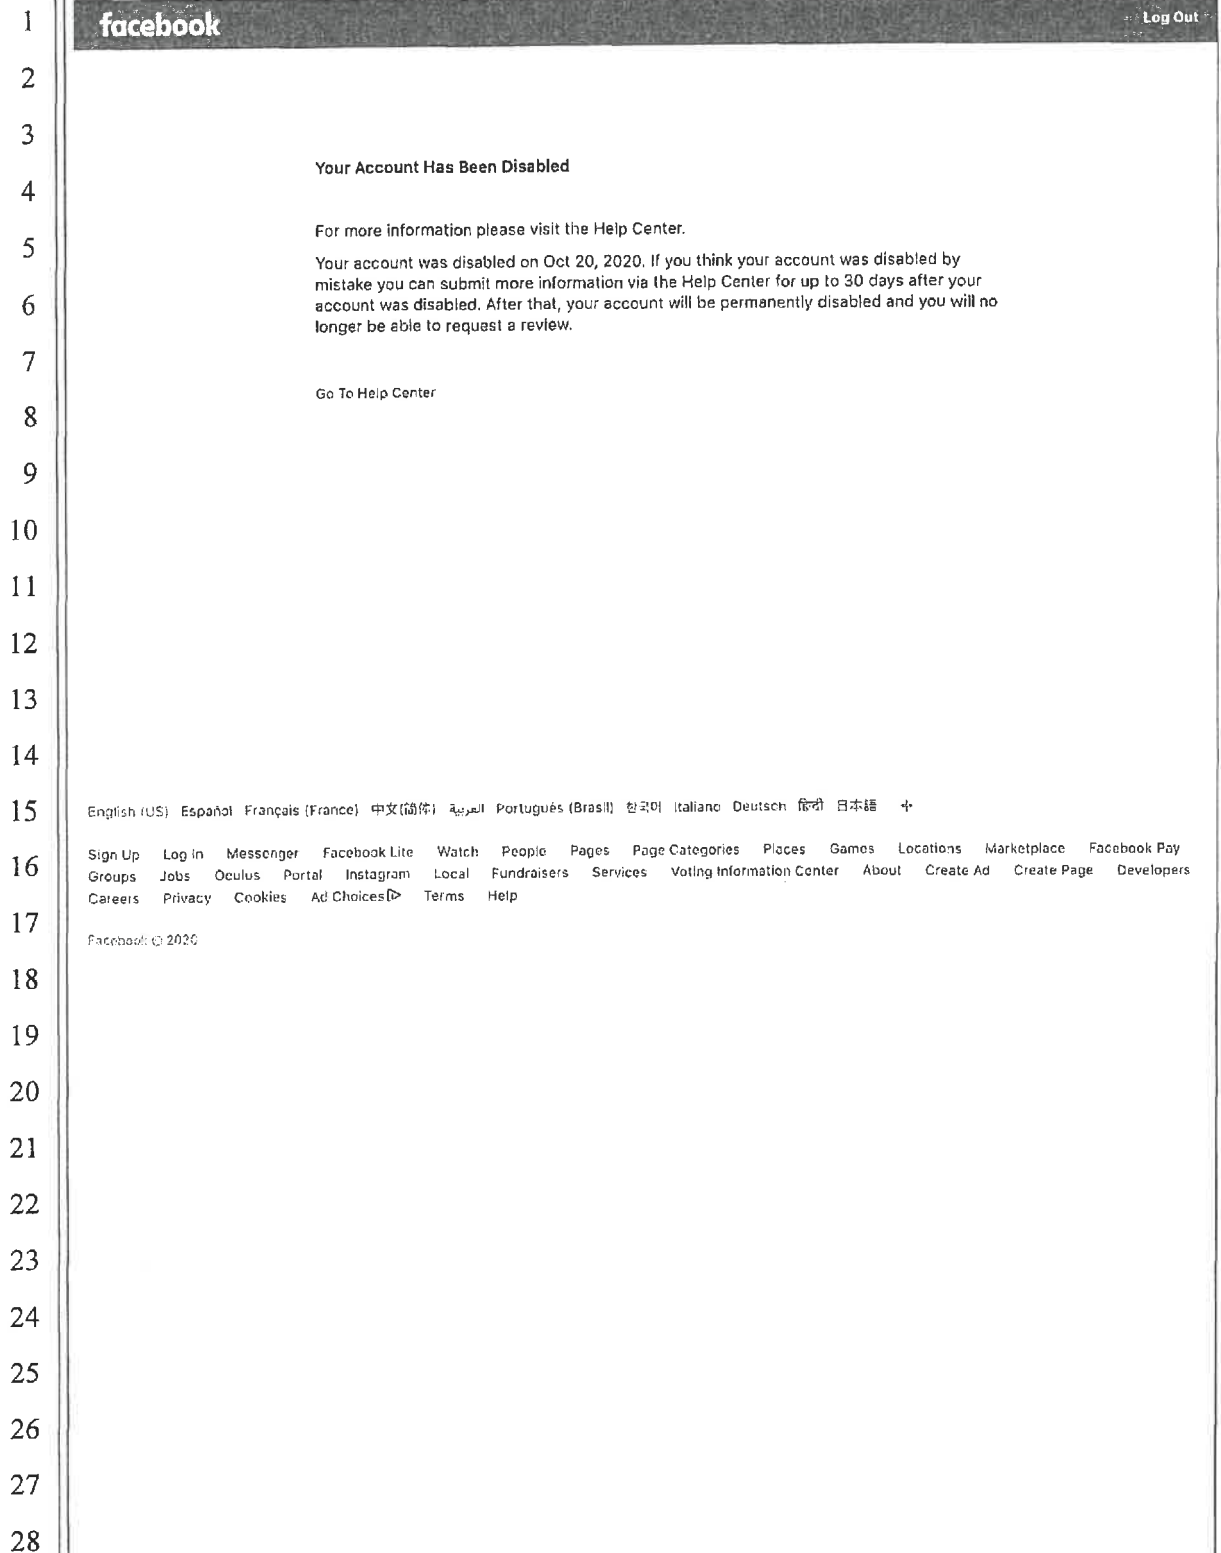 1
facebook
Log Out
2
3
Your Account Has Been Disabled
4
For more information please visit the Help Center.
5
Your account was disabled on Oct 20, 2020. If you think your account was disabled by
mistake you can submit more information via the Help Center for up to 30 days after your
6
account was disabled. After that, your account will be permanently disabled and you will no
longer be able to request a review.
7
Go To Help Center
8
9
10
11
12
13
14
15
English (US) Español Français (France) 中文(简体) العربية Português (Brasil) 한국어 Italiano Deutsch हिन्दी 日本語 +
Sign Up Log In Messenger Facebook Lite Watch People Pages Page Categories Places Games Locations Marketplace Facebook Pay
16
Groups Jobs Oculus Portal Instagram Local Fundraisers Services Voting Information Center About Create Ad Create Page Developers
Careers Privacy Cookies Ad Choices Terms Help
17
Facebook © 2020
18
19
20
21
22
23
24
25
26
27
28